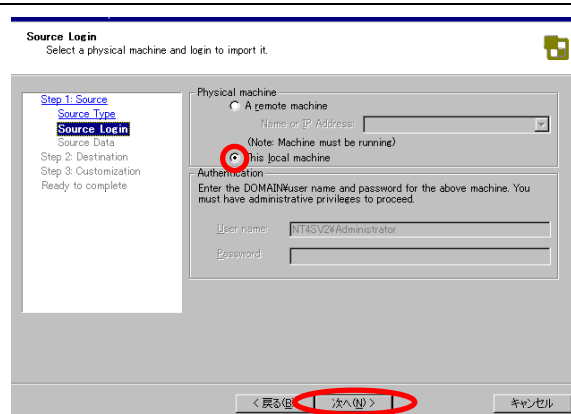 Source Login
Select a physical machine and login to import it.
Step 1: Source
Source Type
Source Login
Source Data
Step 2: Destination
Step 3: Customization
Ready to complete
Physical machine
A remote machine
Name or IP Address:
(Note: Machine must be running)
This local machine
Authentication
Enter the DOMAIN¥user name and password for the above machine. You
must have administrative privileges to proceed.
User name: NT4SV2¥Administrator
Password:
< 戻る(B) 次へ(N) > キャンセル